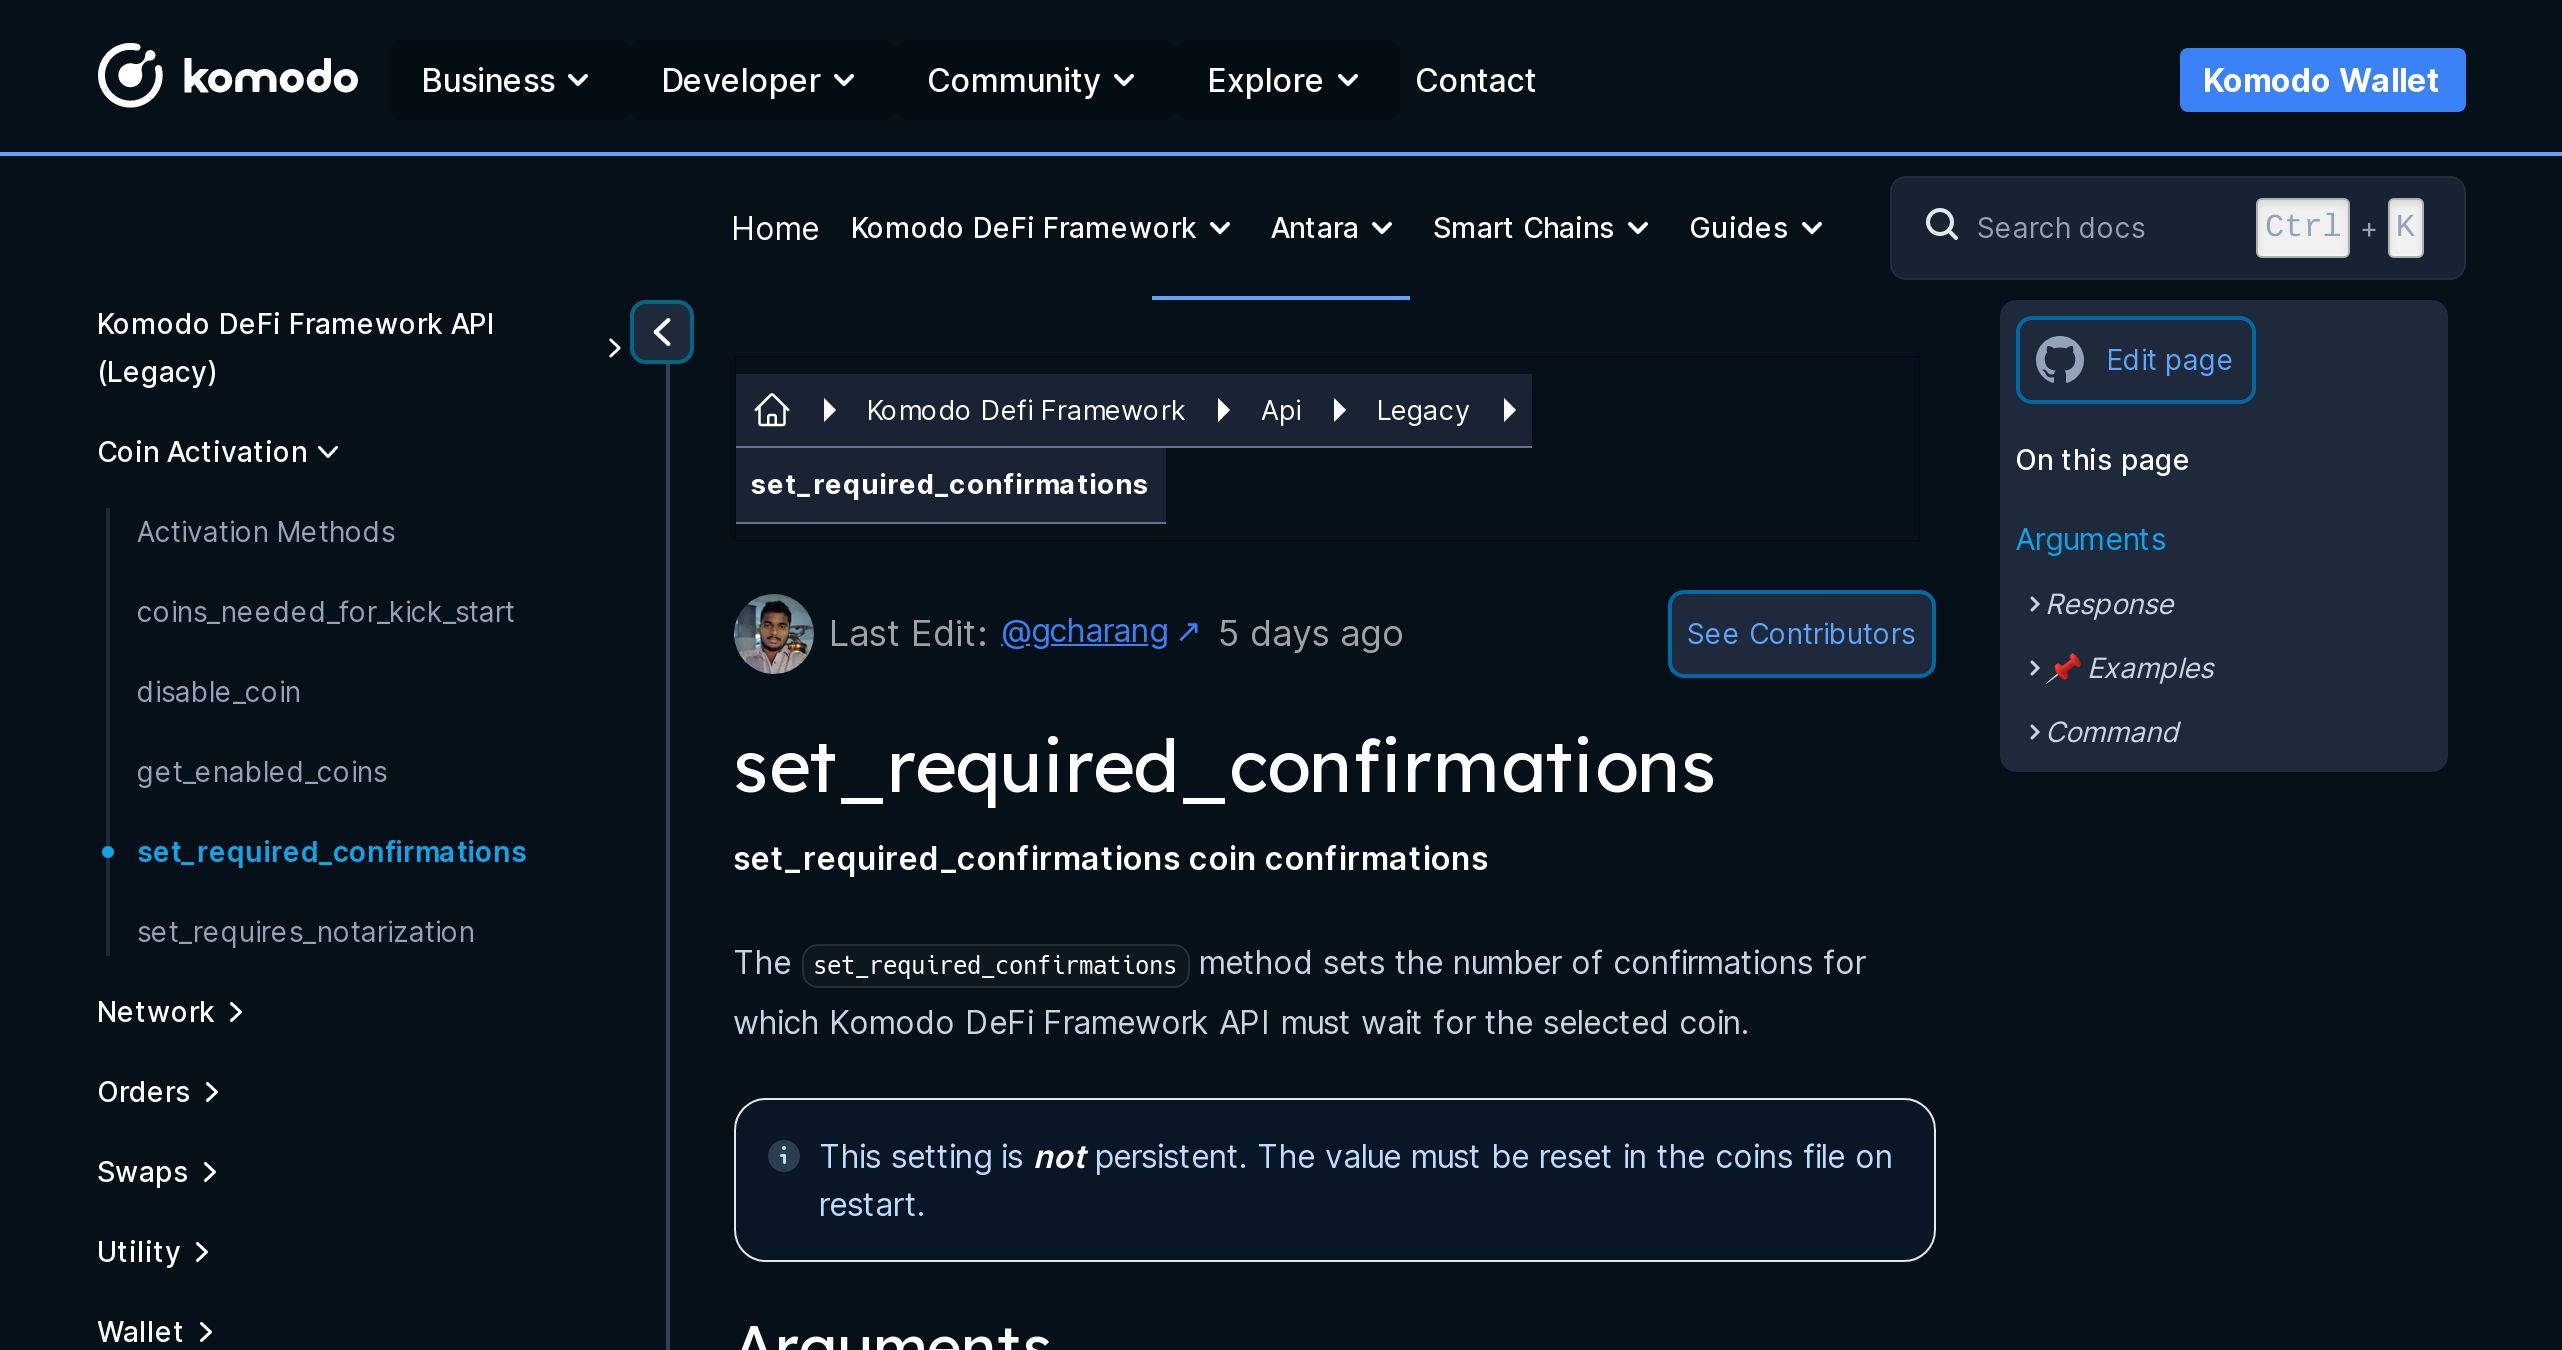 komodo Business Developer Community Explore Contact Komodo Wallet
Home Komodo DeFi Framework Antara Smart Chains Guides Search docs Ctrl + K
Komodo DeFi Framework API
(Legacy)
Coin Activation
Activation Methods
coins_needed_for_kick_start
disable_coin
get_enabled_coins
set_required_confirmations
set_requires_notarization
Network
Orders
Swaps
Utility
Wallet
Komodo Defi Framework Api Legacy
set_required_confirmations
Last Edit: @gcharang ↗ 5 days ago See Contributors
set_required_confirmations
set_required_confirmations coin confirmations
The set_required_confirmations method sets the number of confirmations for
which Komodo DeFi Framework API must wait for the selected coin.
This setting is not persistent. The value must be reset in the coins file on
restart.
Arguments
Edit page
On this page
Arguments
Response
📌 Examples
Command